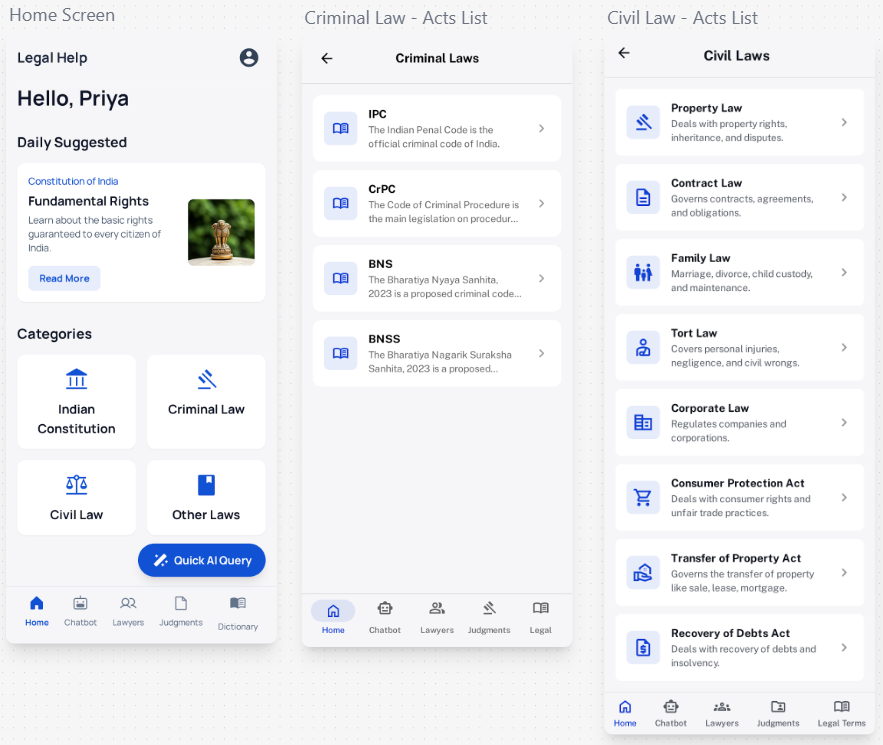 Home Screen
Legal Help
Hello, Priya
Daily Suggested
Constitution of India
Fundamental Rights
Learn about the basic rights
guaranteed to every citizen of
India.
Read More
Categories
Indian
Constitution
Criminal Law
Civil Law
Other Laws
Quick AI Query
Home
Chatbot
Lawyers
Judgments
Dictionary
Criminal Law - Acts List
Criminal Laws
IPC
The Indian Penal Code is the
official criminal code of India.
CrPC
The Code of Criminal Procedure is
the main legislation on procedur...
BNS
The Bharatiya Nyaya Sanhita,
2023 is a proposed criminal code...
BNSS
The Bharatiya Nagarik Suraksha
Sanhita, 2023 is a proposed...
Home
Chatbot
Lawyers
Judgments
Legal
Civil Law - Acts List
Civil Laws
Property Law
Deals with property rights,
inheritance, and disputes.
Contract Law
Governs contracts, agreements,
and obligations.
Family Law
Marriage, divorce, child custody,
and maintenance.
Tort Law
Covers personal injuries,
negligence, and civil wrongs.
Corporate Law
Regulates companies and
corporations.
Consumer Protection Act
Deals with consumer rights and
unfair trade practices.
Transfer of Property Act
Governs the transfer of property
like sale, lease, mortgage.
Recovery of Debts Act
Deals with recovery of debts and
insolvency.
Home
Chatbot
Lawyers
Judgments
Legal Terms